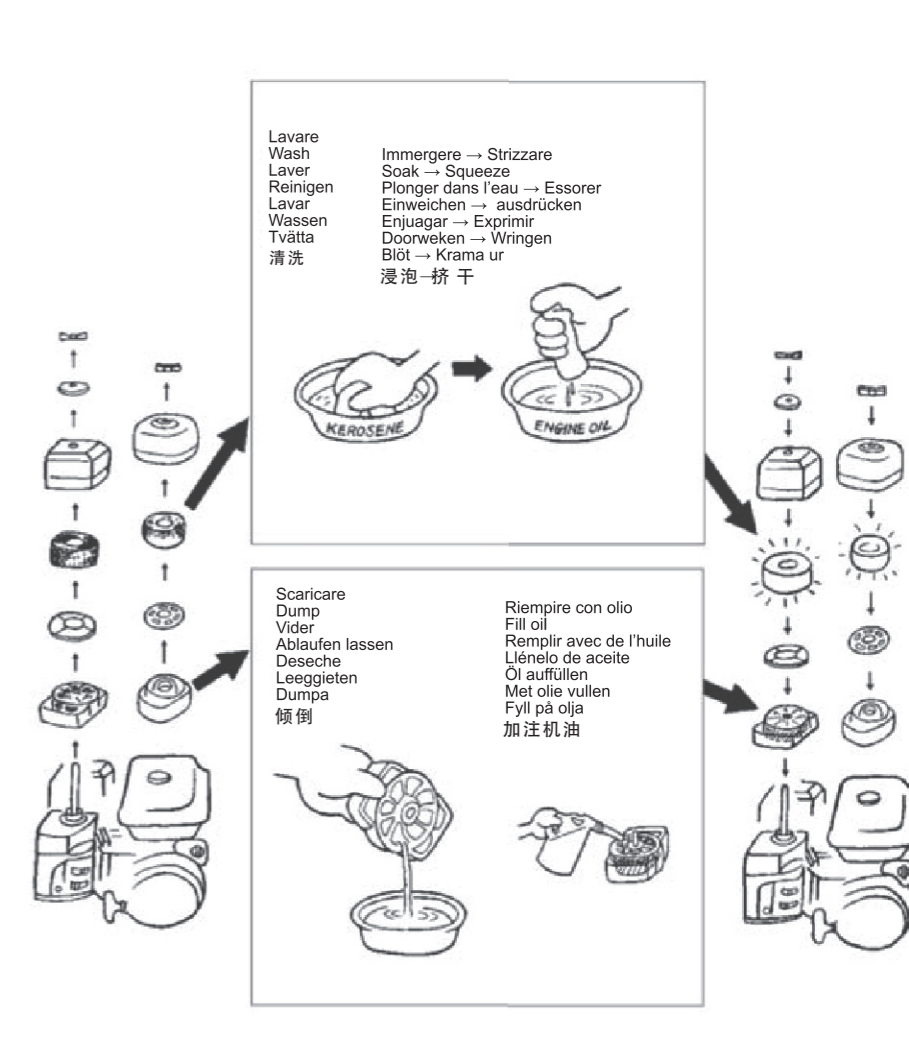 Lavare
Wash
Laver
Reinigen
Lavar
Wassen
Tvätta
清洗
Immergere → Strizzare
Soak → Squeeze
Plonger dans l’eau → Essorer
Einweichen → ausdrücken
Enjuagar → Exprimir
Doorweken → Wringen
Blöt → Krama ur
浸泡→挤干
KEROSENE
ENGINE OIL
Scaricare
Dump
Vider
Ablaufen lassen
Deseche
Leeggieten
Dumpa
倾倒
Riempire con olio
Fill oil
Remplir avec de l’huile
Llénelo de aceite
Öl auffüllen
Met olie vullen
Fyll på olja
加注机油